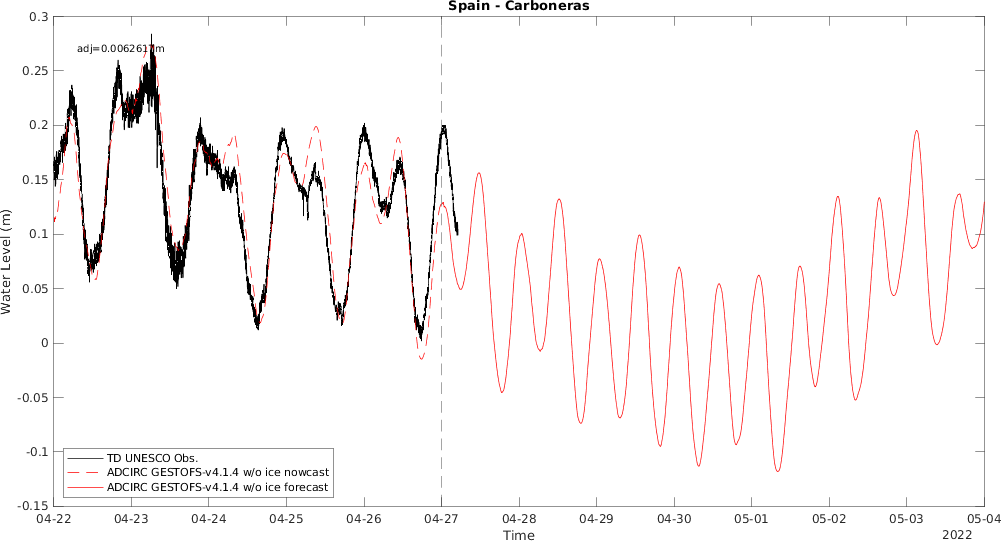 Spain - Carboneras
adj=0.0062617m
Water Level (m)
0.3
0.25
0.2
0.15
0.1
0.05
0
-0.05
-0.1
-0.15
TD UNESCO Obs.
ADCIRC GESTOFS-v4.1.4 w/o ice nowcast
ADCIRC GESTOFS-v4.1.4 w/o ice forecast
04-22 04-23 04-24 04-25 04-26 04-27 04-28 04-29 04-30 05-01 05-02 05-03 05-04
Time
2022